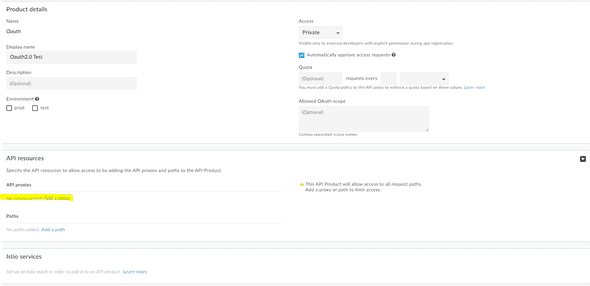 Product details
Name
Oauth
Display name
Oauth2.0 Test
Description
(Optional)
Environment
prod
test
Access
Private
Visible only to external developers with explicit permission during app registration
Automatically approve access requests
Quota
(Optional) requests every
You must add a Quota policy to the API proxy to enforce a quota based on these values. Learn more
Allowed OAuth scope
(Optional)
Comma separated scope names
API resources
Specify the API resources to allow access to by adding the API proxies and paths to the API Product.
API proxies
This API Product will allow access to all request paths.
Add a proxy or path to limit access.
Paths
No paths added. Add a path
Istio services
Set up an Istio mesh in order to add it to an API product. Learn more